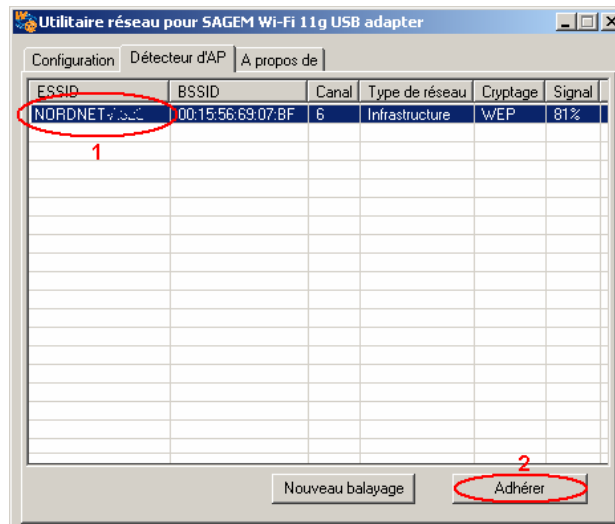 Utilitaire réseau pour SAGEM Wi-Fi 11g USB adapter
Configuration Détecteur d'AP A propos de
ESSID BSSID Canal Type de réseau Cryptage Signal
NORDNET 00:15:56:69:07:BF 6 Infrastructure WEP 81%
1
2
Nouveau balayage Adhérer